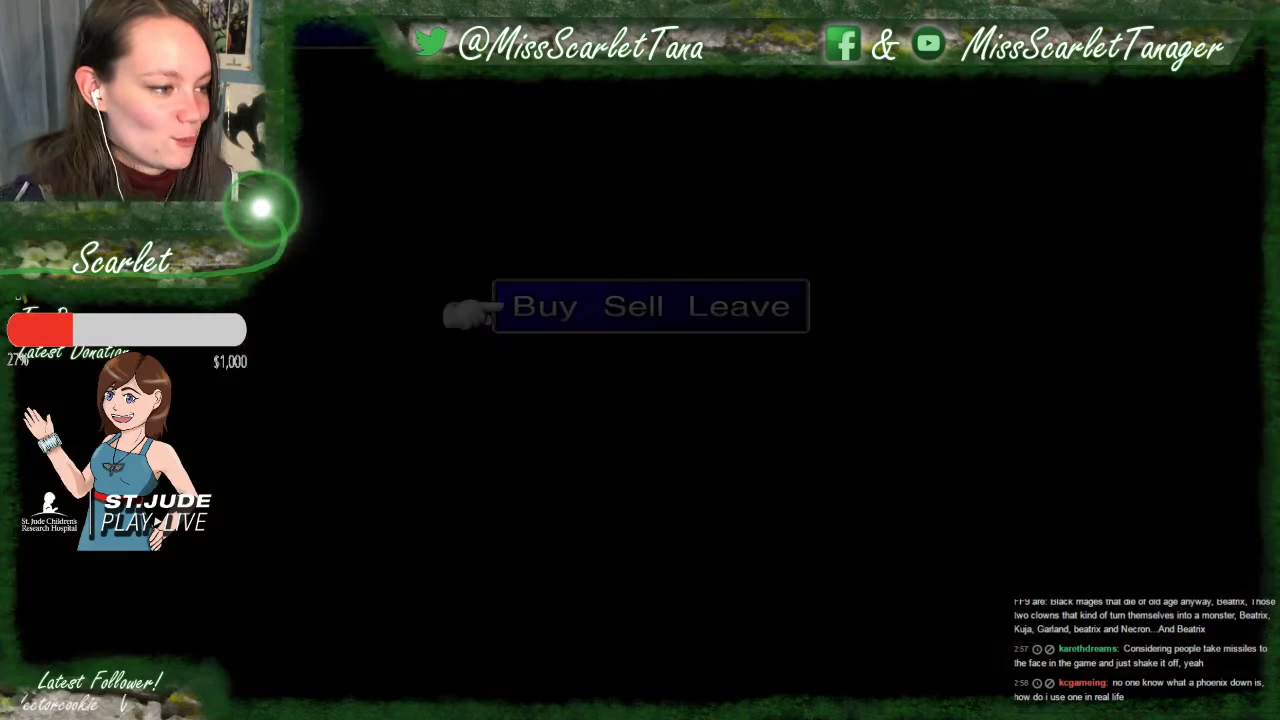 @MissScarletTana
& MissScarletTanager
Scarlet
Latest Donation
27%
$1,000
Buy Sell Leave
ST.JUDE
PLAY LIVE
St. Jude Children's
Research Hospital
FF9 are: Black mages that die of old age anyway, Beatrix, Those
two clowns that kind of turn themselves into a monster, Beatrix,
Kuja, Garland, beatrix and Necron...And Beatrix
2:57 karethdreams: Considering people take missiles to
the face in the game and just shake it off, yeah
2:58 kcgameing: no one know what a phoenix down is,
how do i use one in real life
Latest Follower!